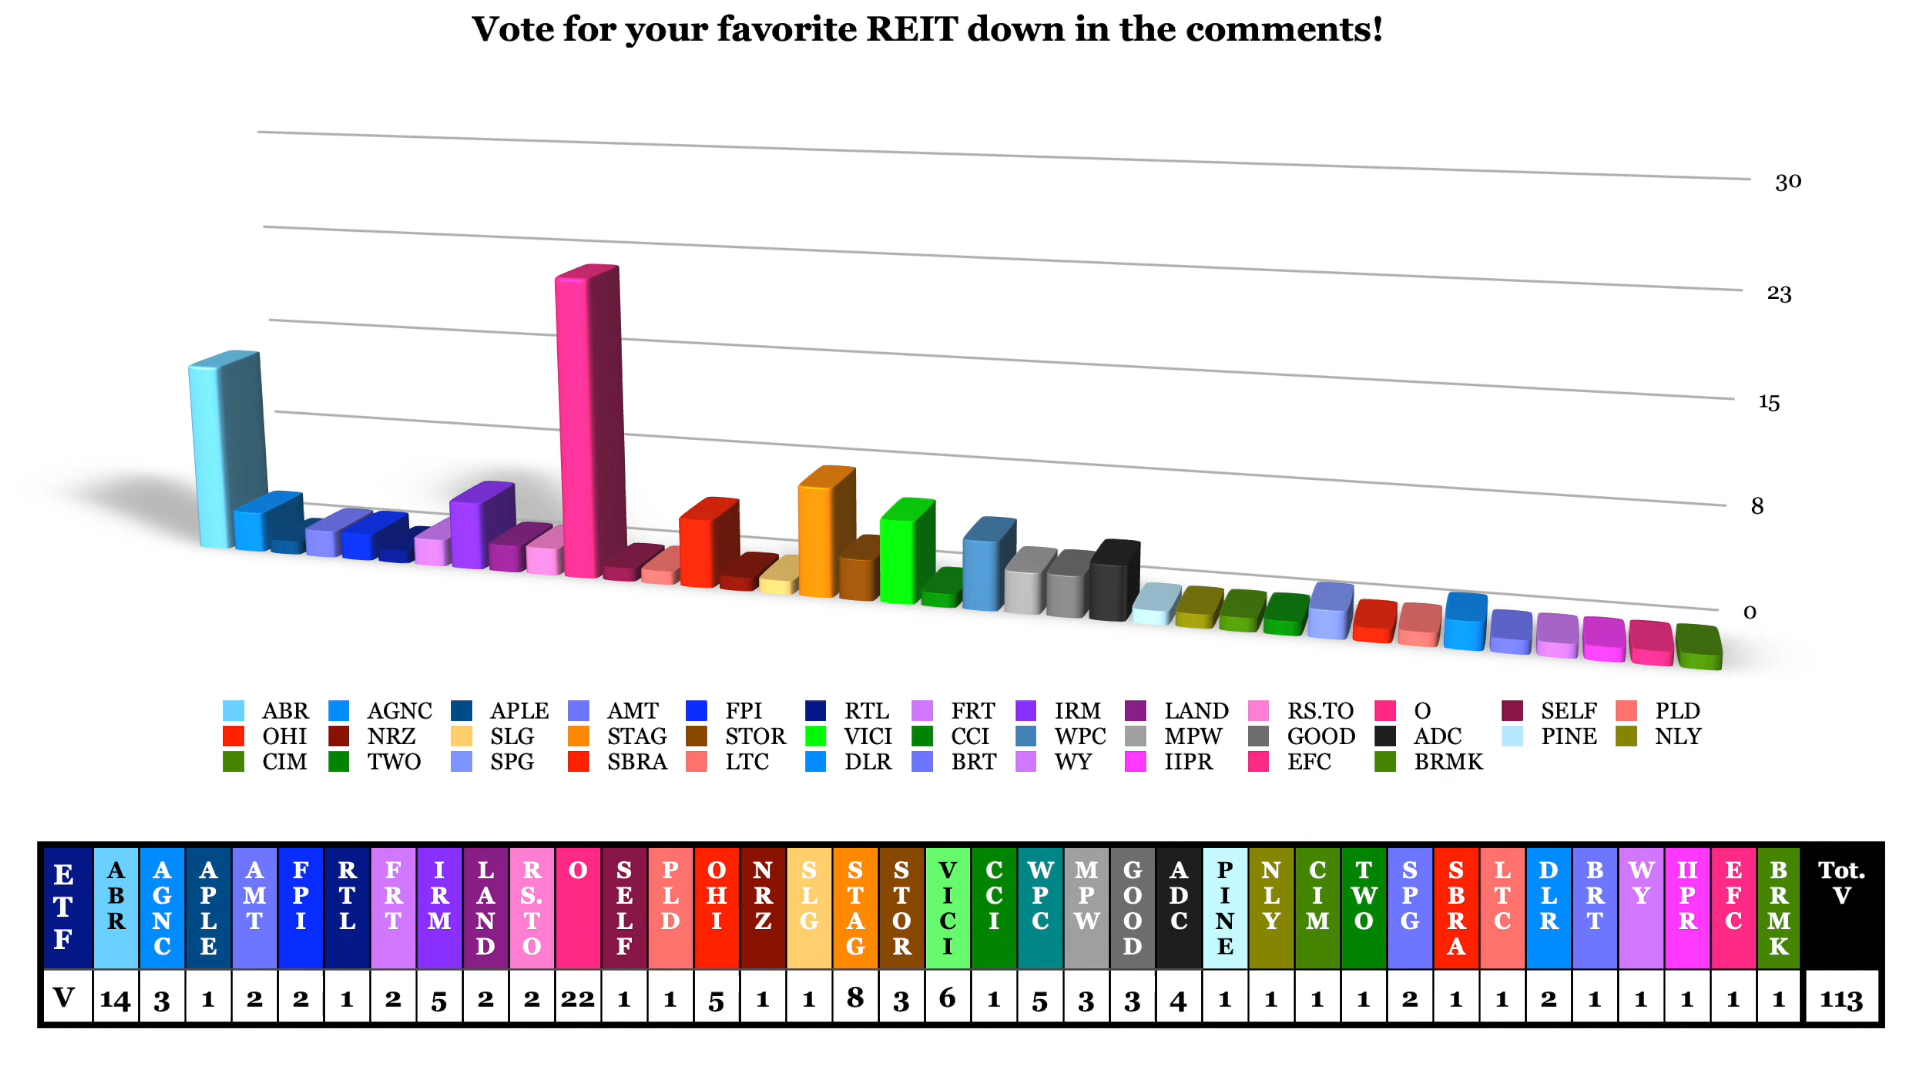 Vote for your favorite REIT down in the comments!
30
23
15
8
0
ABR AGNC APLE AMT FPI RTL FRT IRM LAND RS.TO O SELF PLD
OHI NRZ SLG STAG STOR VICI CCI WPC MPW GOOD ADC PINE NLY
CIM TWO SPG SBRA LTC DLR BRT WY IIPR EFC BRMK
ETF ABR AGNC APLE AMT FPI RTL FRT IRM LAND RS.TO O SELF PLD OHI NRZ SLG STAG STOR VICI CCI WPC MPW GOOD ADC PINE NLY CIM TWO SPG SBRA LTC DLR BRT WY IIPR EFC BRMK Tot. V
V 14 3 1 2 2 1 2 5 2 2 22 1 1 5 1 1 8 3 6 1 5 3 3 4 1 1 1 1 2 1 1 2 1 1 1 1 1 113